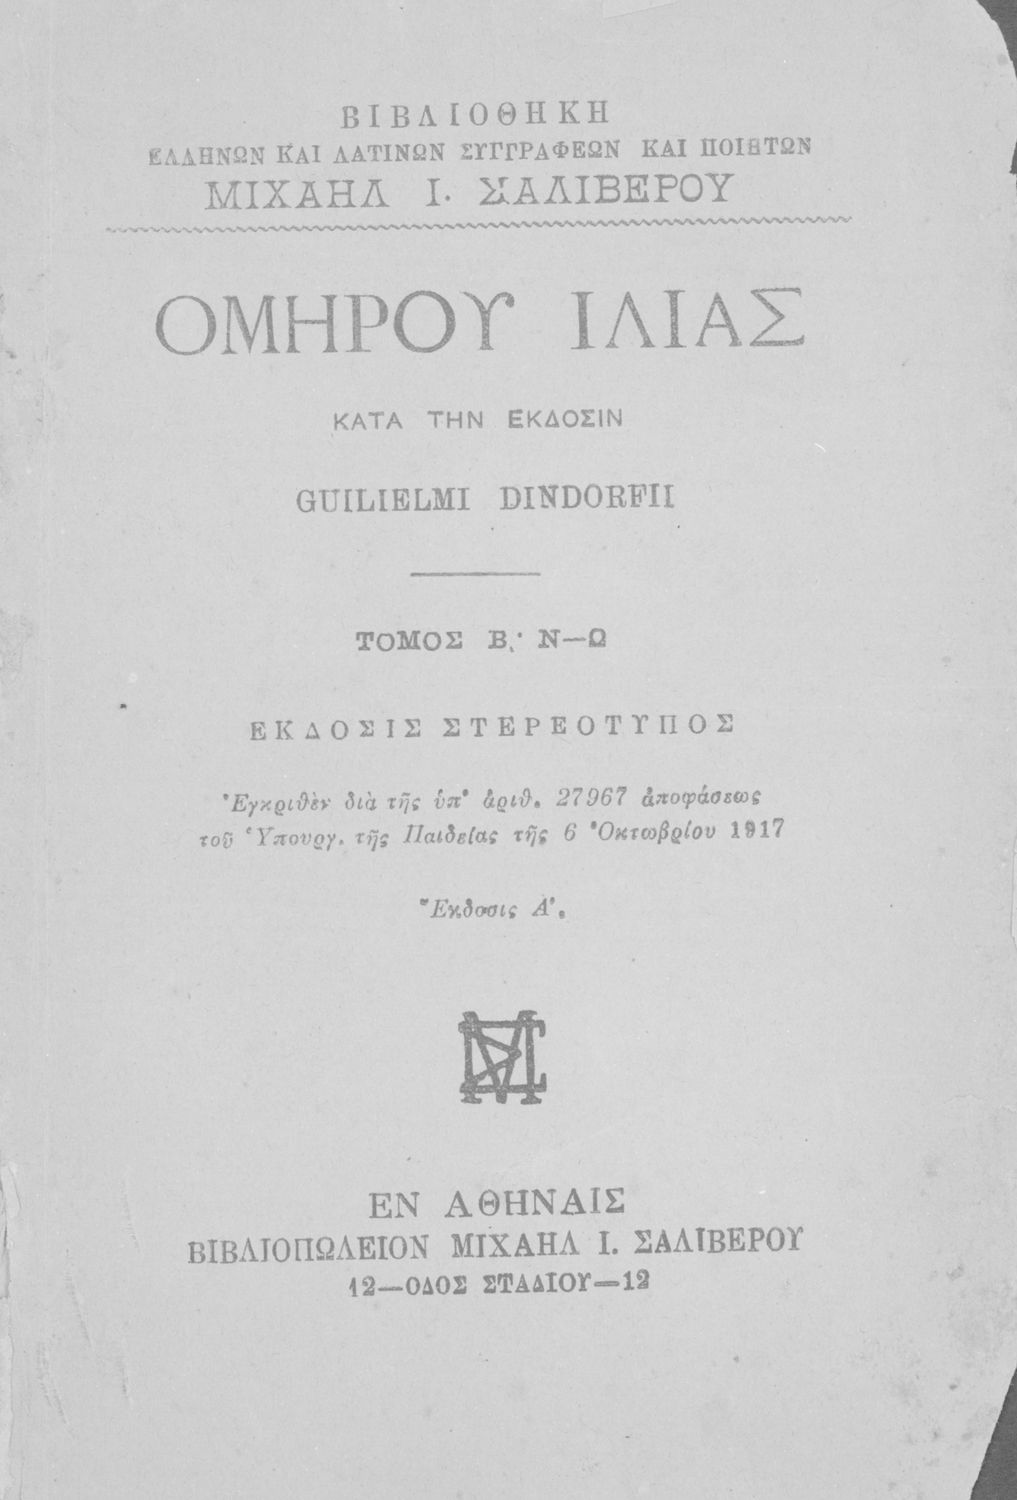 ΒΙΒΛΙΟΘΗΚΗ
ΕΛΛΗΝΩΝ ΚΑΙ ΛΑΤΙΝΩΝ ΣΥΓΓΡΑΦΕΩΝ ΚΑΙ ΠΟΙΗΤΩΝ
ΜΙΧΑΗΛ Ι. ΣΑΛΙΒΕΡΟΥ
ΟΜΗΡΟΥ ΙΛΙΑΣ
ΚΑΤΑ ΤΗΝ ΕΚΔΟΣΙΝ
GUILIELMI DINDORFII
ΤΟΜΟΣ Β,· Ν—Ω
ΕΚΔΟΣΙΣ ΣΤΕΡΕΟΤΥΠΟΣ
Ἐγκριθὲν διὰ τῆς ὑπ' ἀριθ. 27967 ἀποφάσεως
τοῦ Ὑπουργ. τῆς Παιδείας τῆς 6 Ὀκτωβρίου 1917
Ἔκδοσις Α'.
ΕΝ ΑΘΗΝΑΙΣ
ΒΙΒΛΙΟΠΩΛΕΙΟΝ ΜΙΧΑΗΛ Ι. ΣΑΛΙΒΕΡΟΥ
12—ΟΔΟΣ ΣΤΑΔΙΟΥ—12